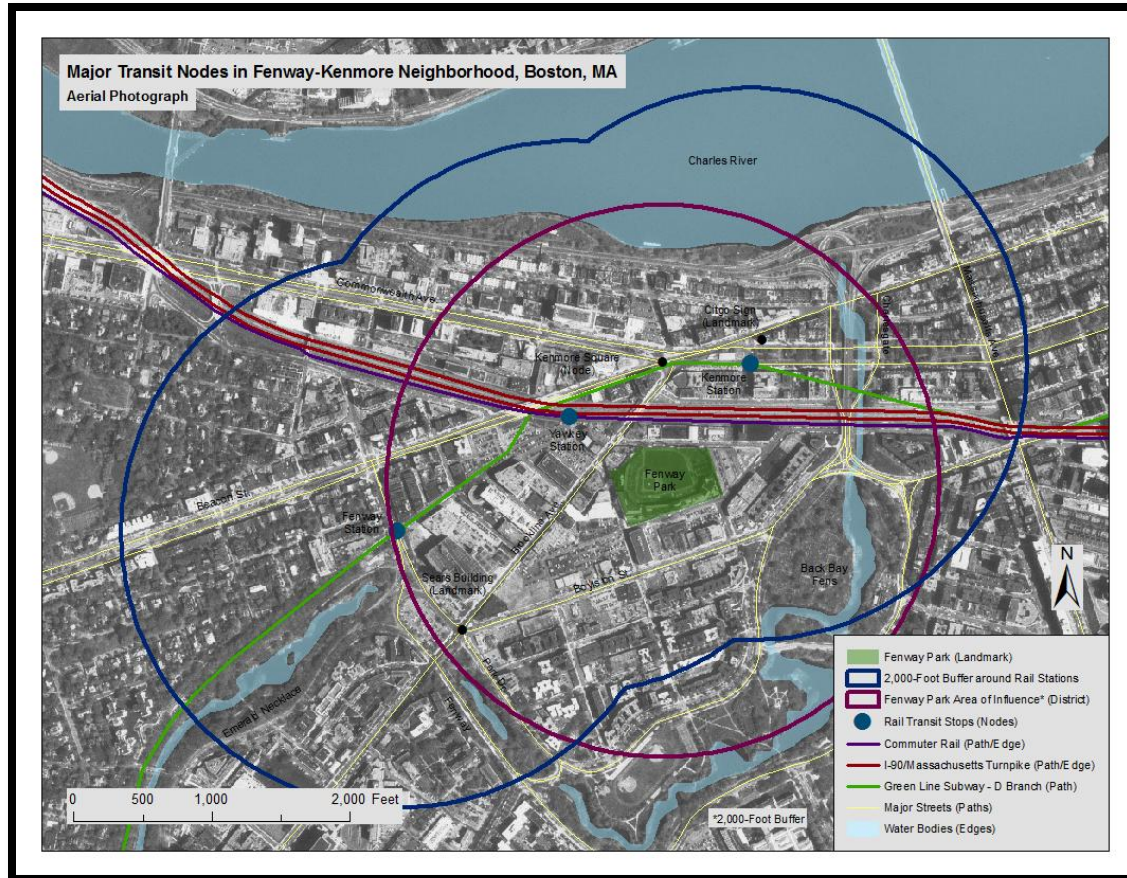 Major Transit Nodes in Fenway-Kenmore Neighborhood, Boston, MA
Aerial Photograph
Charles River
Commonwealth Ave.
Massachusetts Ave
Charlesgate
Citgo Sign
(Landmark)
Kenmore Square
(Node)
Kenmore
Station
Yawkey
Station
Fenway
Park
Beacon St.
Fenway
Station
Brookline Ave
Sears Building
(Landmark)
Boylston St.
Back Bay
Fens
Park Dr.
Fenway
Emerald Necklace
N
0 500 1,000 2,000 Feet
*2,000-Foot Buffer
Fenway Park (Landmark)
2,000-Foot Buffer around Rail Stations
Fenway Park Area of Influence* (District)
Rail Transit Stops (Nodes)
Commuter Rail (Path/Edge)
I-90/Massachusetts Turnpike (Path/Edge)
Green Line Subway - D Branch (Path)
Major Streets (Paths)
Water Bodies (Edges)